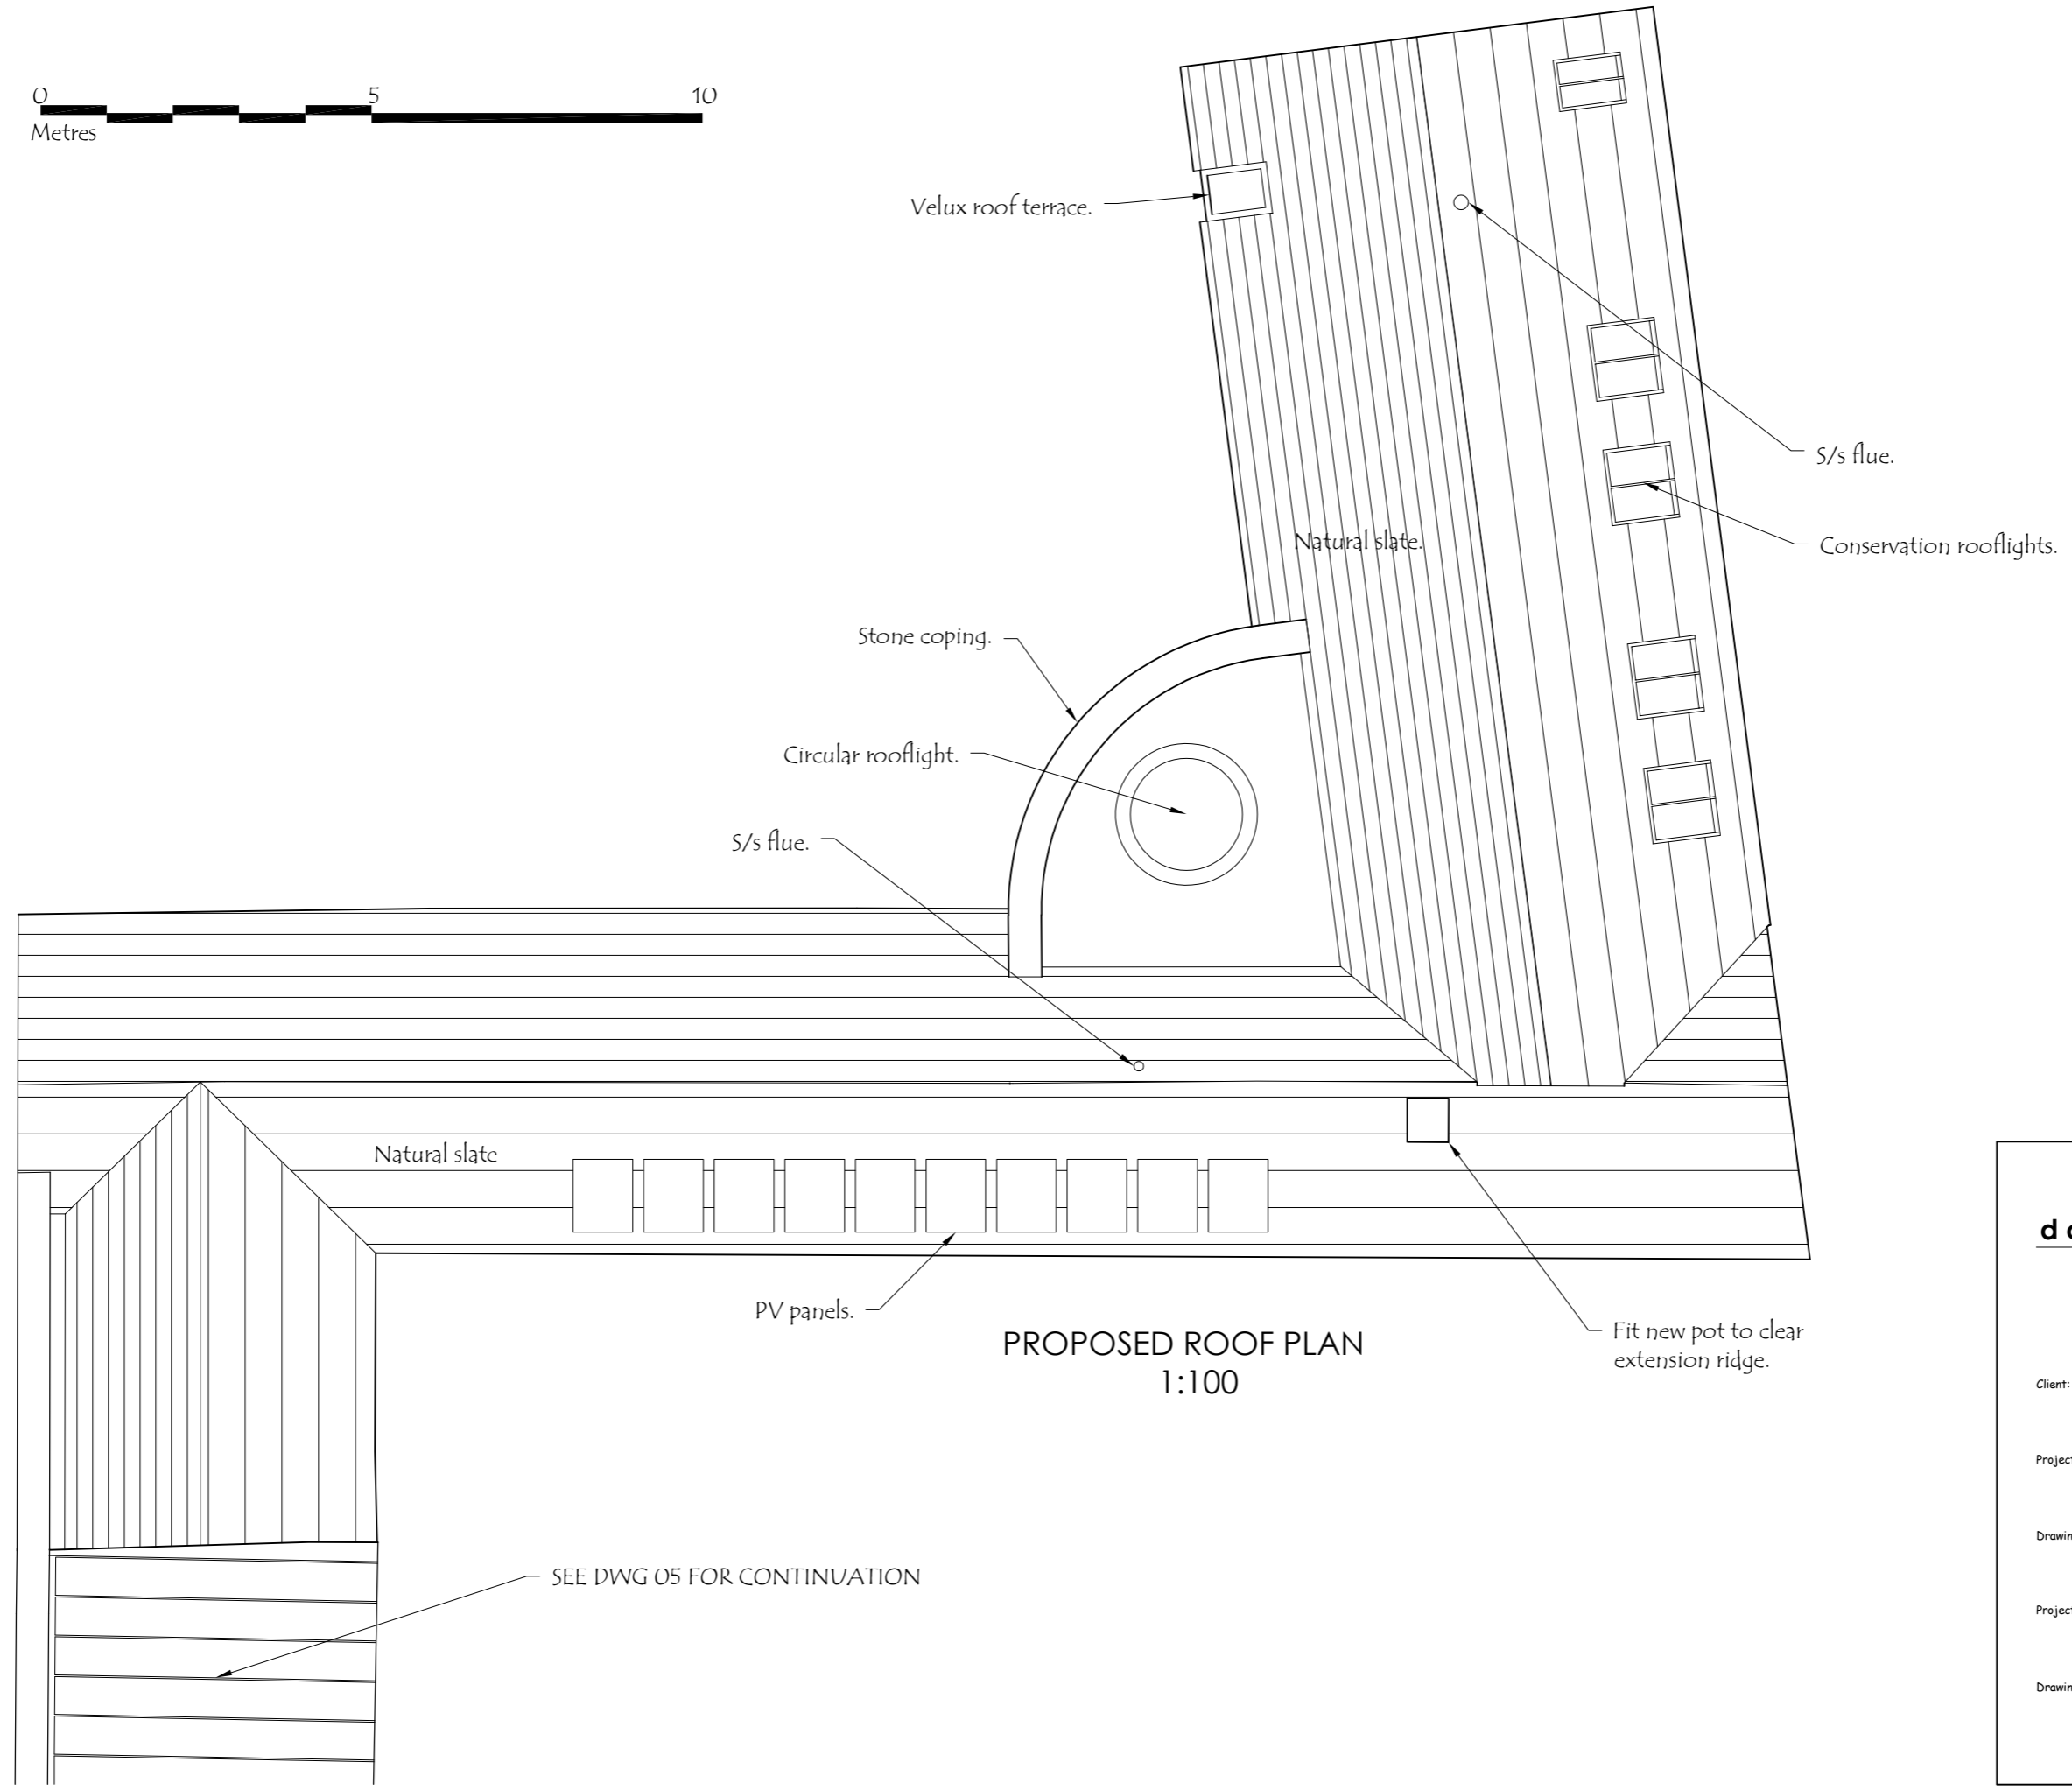 0 5 10
Metres
Velux roof terrace.
S/s flue.
Natural slate.
Conservation rooflights.
Stone coping.
Circular rooflight.
S/s flue.
Natural slate
PV panels.
Fit new pot to clear
extension ridge.
PROPOSED ROOF PLAN
1:100
SEE DWG 05 FOR CONTINUATION
Client: